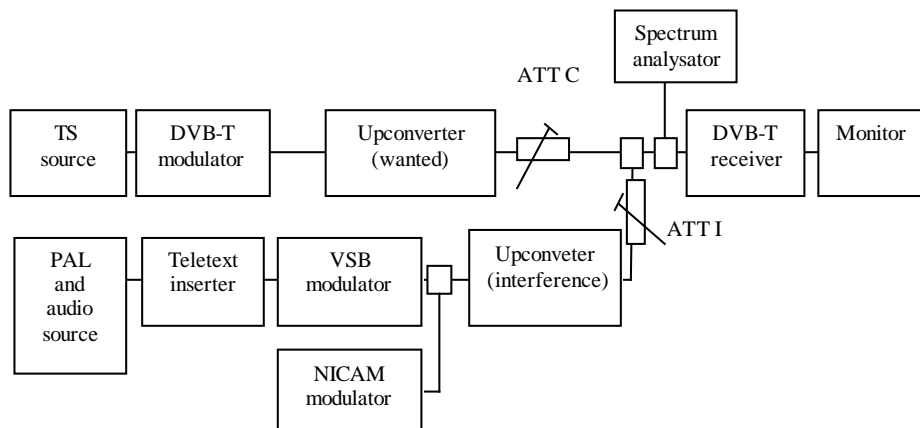 Spectrum
analysator
ATT C
TS
source
DVB-T
modulator
Upconverter
(wanted)
DVB-T
receiver
Monitor
ATT I
PAL
and
audio
source
Teletext
inserter
VSB
modulator
Upconveter
(interference)
NICAM
modulator